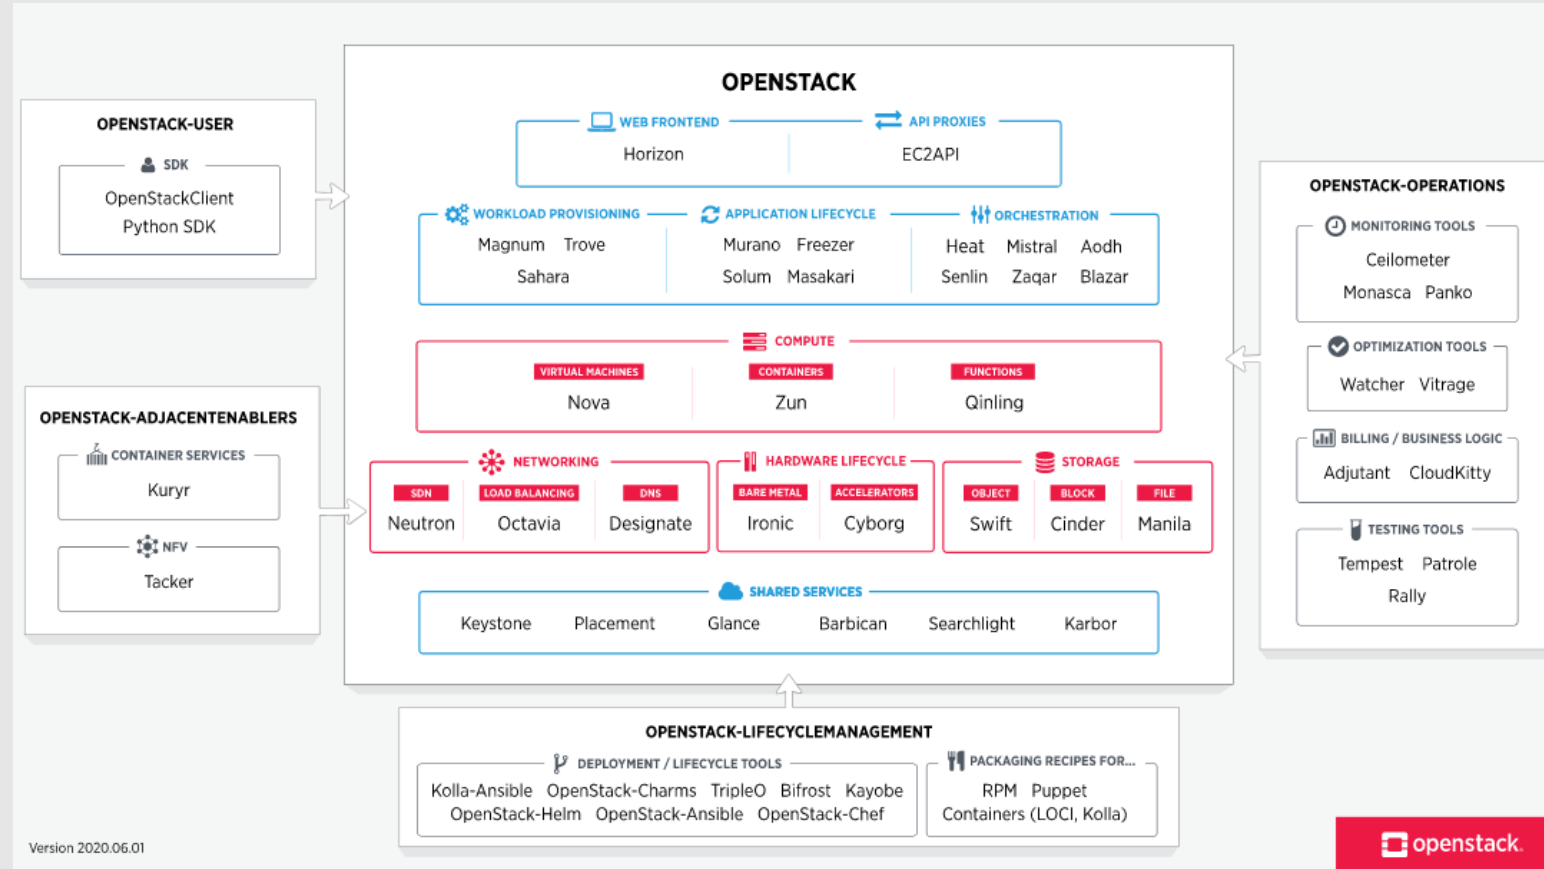 OPENSTACK
WEB FRONTEND
Horizon
API PROXIES
EC2API
WORKLOAD PROVISIONING
Magnum Trove
Sahara
APPLICATION LIFECYCLE
Murano Freezer
Solum Masakari
ORCHESTRATION
Heat Mistral Aodh
Senlin Zaqar Blazar
COMPUTE
VIRTUAL MACHINES
Nova
CONTAINERS
Zun
FUNCTIONS
Qinling
NETWORKING
SDN
Neutron
LOAD BALANCING
Octavia
DNS
Designate
HARDWARE LIFECYCLE
BARE METAL
Ironic
ACCELERATORS
Cyborg
STORAGE
OBJECT
Swift
BLOCK
Cinder
FILE
Manila
SHARED SERVICES
Keystone Placement Glance Barbican Searchlight Karbor
OPENSTACK-USER
SDK
OpenStackClient
Python SDK
OPENSTACK-ADJACENTENABLERS
CONTAINER SERVICES
Kuryr
NFV
Tacker
OPENSTACK-OPERATIONS
MONITORING TOOLS
Ceilometer
Monasca Panko
OPTIMIZATION TOOLS
Watcher Vitrage
BILLING / BUSINESS LOGIC
Adjutant CloudKitty
TESTING TOOLS
Tempest Patrole
Rally
OPENSTACK-LIFECYCLEMANAGEMENT
DEPLOYMENT / LIFECYCLE TOOLS
Kolla-Ansible OpenStack-Charms TripleO Bifrost Kayobe
OpenStack-Helm OpenStack-Ansible OpenStack-Chef
PACKAGING RECIPES FOR...
RPM Puppet
Containers (LOCI, Kolla)
Version 2020.06.01
openstack.